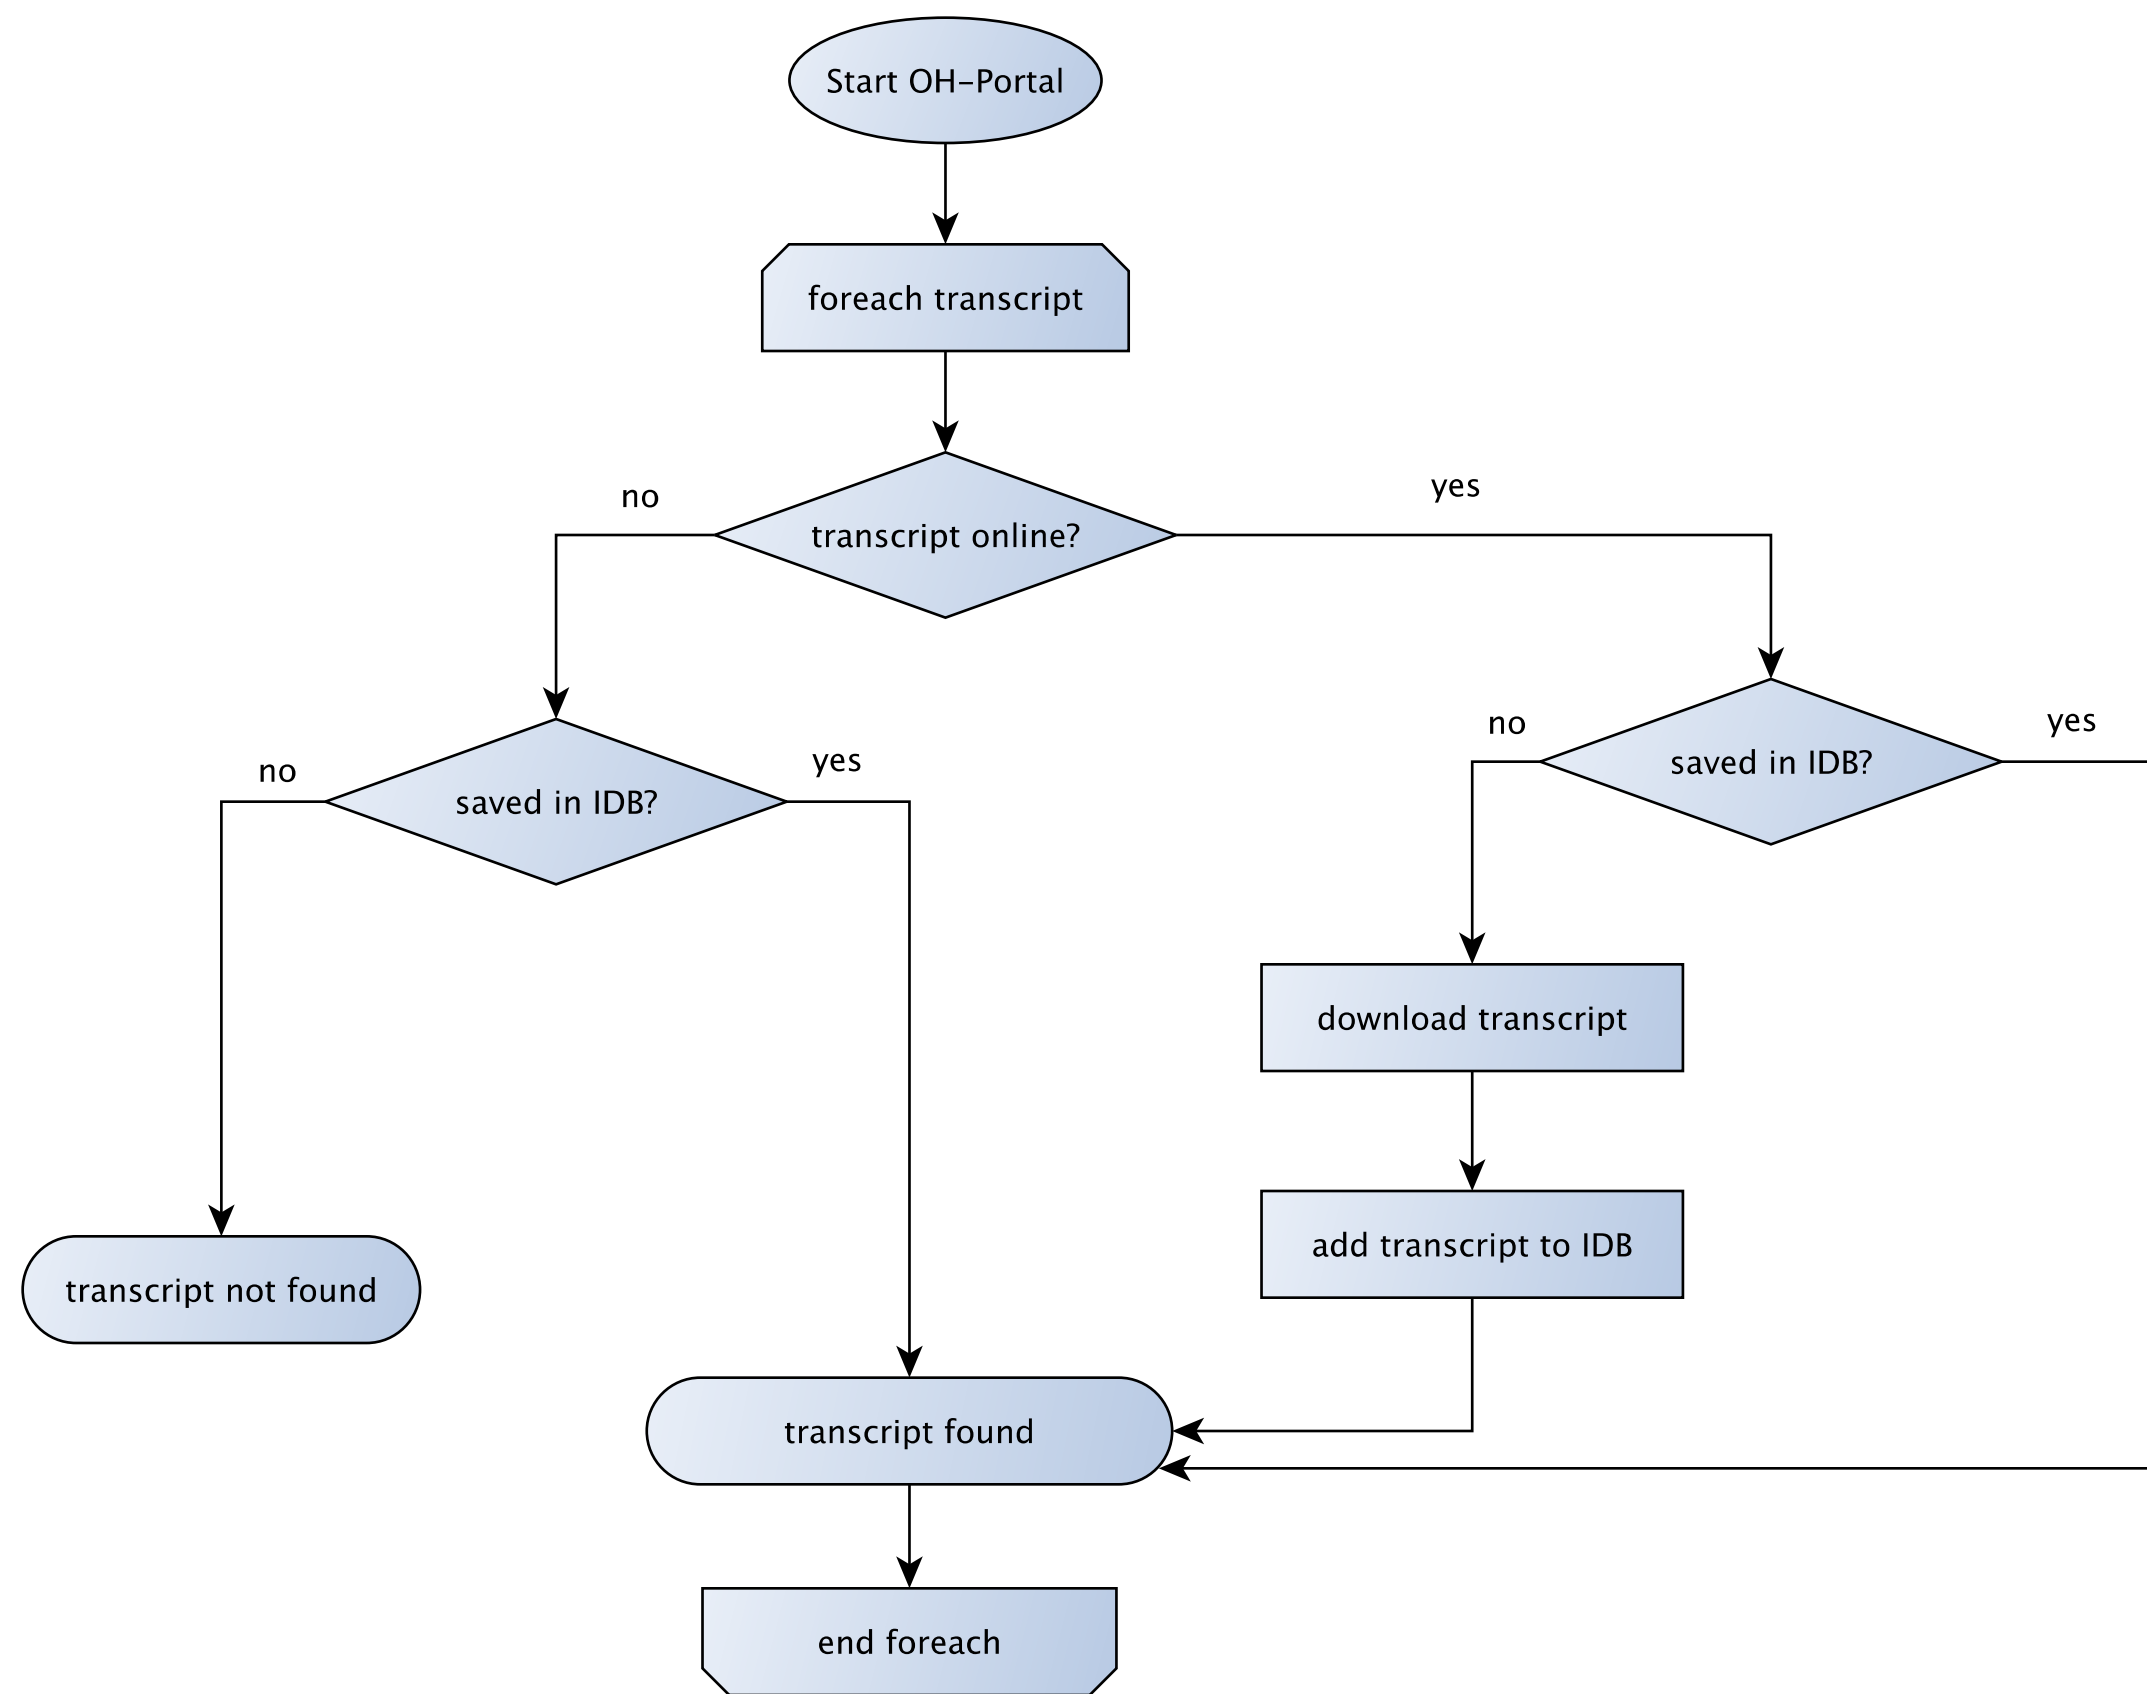 Start OH-Portal
foreach transcript
transcript online?
no
yes
saved in IDB?
no
yes
saved in IDB?
no
yes
download transcript
add transcript to IDB
transcript not found
transcript found
end foreach